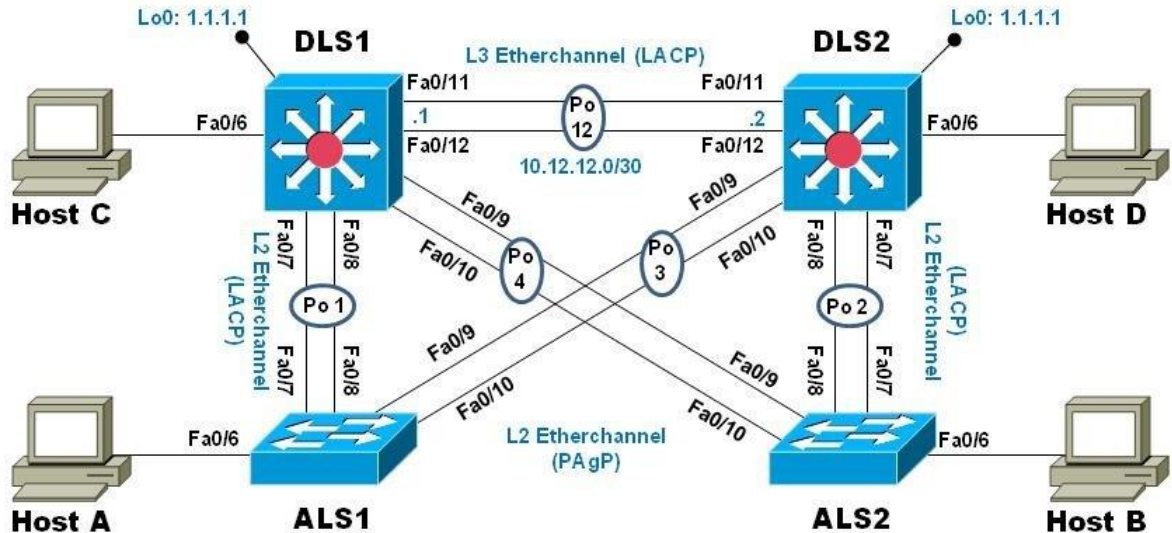 Lo0: 1.1.1.1
Lo0: 1.1.1.1
DLS1
DLS2
L3 Etherchannel (LACP)
Fa0/11
Fa0/11
Fa0/6
.1
Po
12
.2
Fa0/6
Fa0/12
Fa0/12
10.12.12.0/30
Host C
Host D
Fa0/9
Fa0/9
Fa0/7
Fa0/8
Fa0/10
Po
4
Po
3
Fa0/10
Fa0/8
Fa0/7
L2 Etherchannel
(LACP)
Po 1
Po 2
(LACP)
L2 Etherchannel
Fa0/7
Fa0/8
Fa0/9
Fa0/10
Fa0/9
Fa0/10
Fa0/8
Fa0/7
Fa0/6
L2 Etherchannel
(PAgP)
Fa0/6
Host A
ALS1
ALS2
Host B